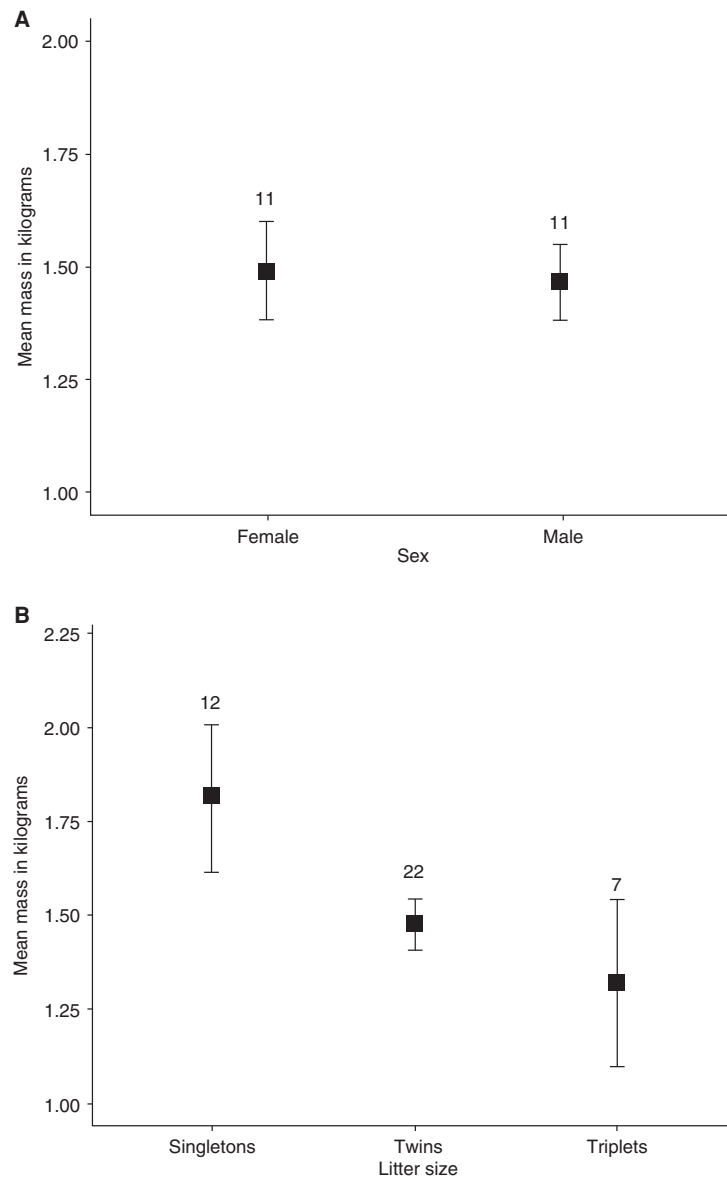 A
2.00
1.75
1.50
1.25
1.00
Mean mass in kilograms
11
11
Female
Male
Sex
B
2.25
2.00
1.75
1.50
1.25
1.00
Mean mass in kilograms
12
22
7
Singletons
Twins
Triplets
Litter size